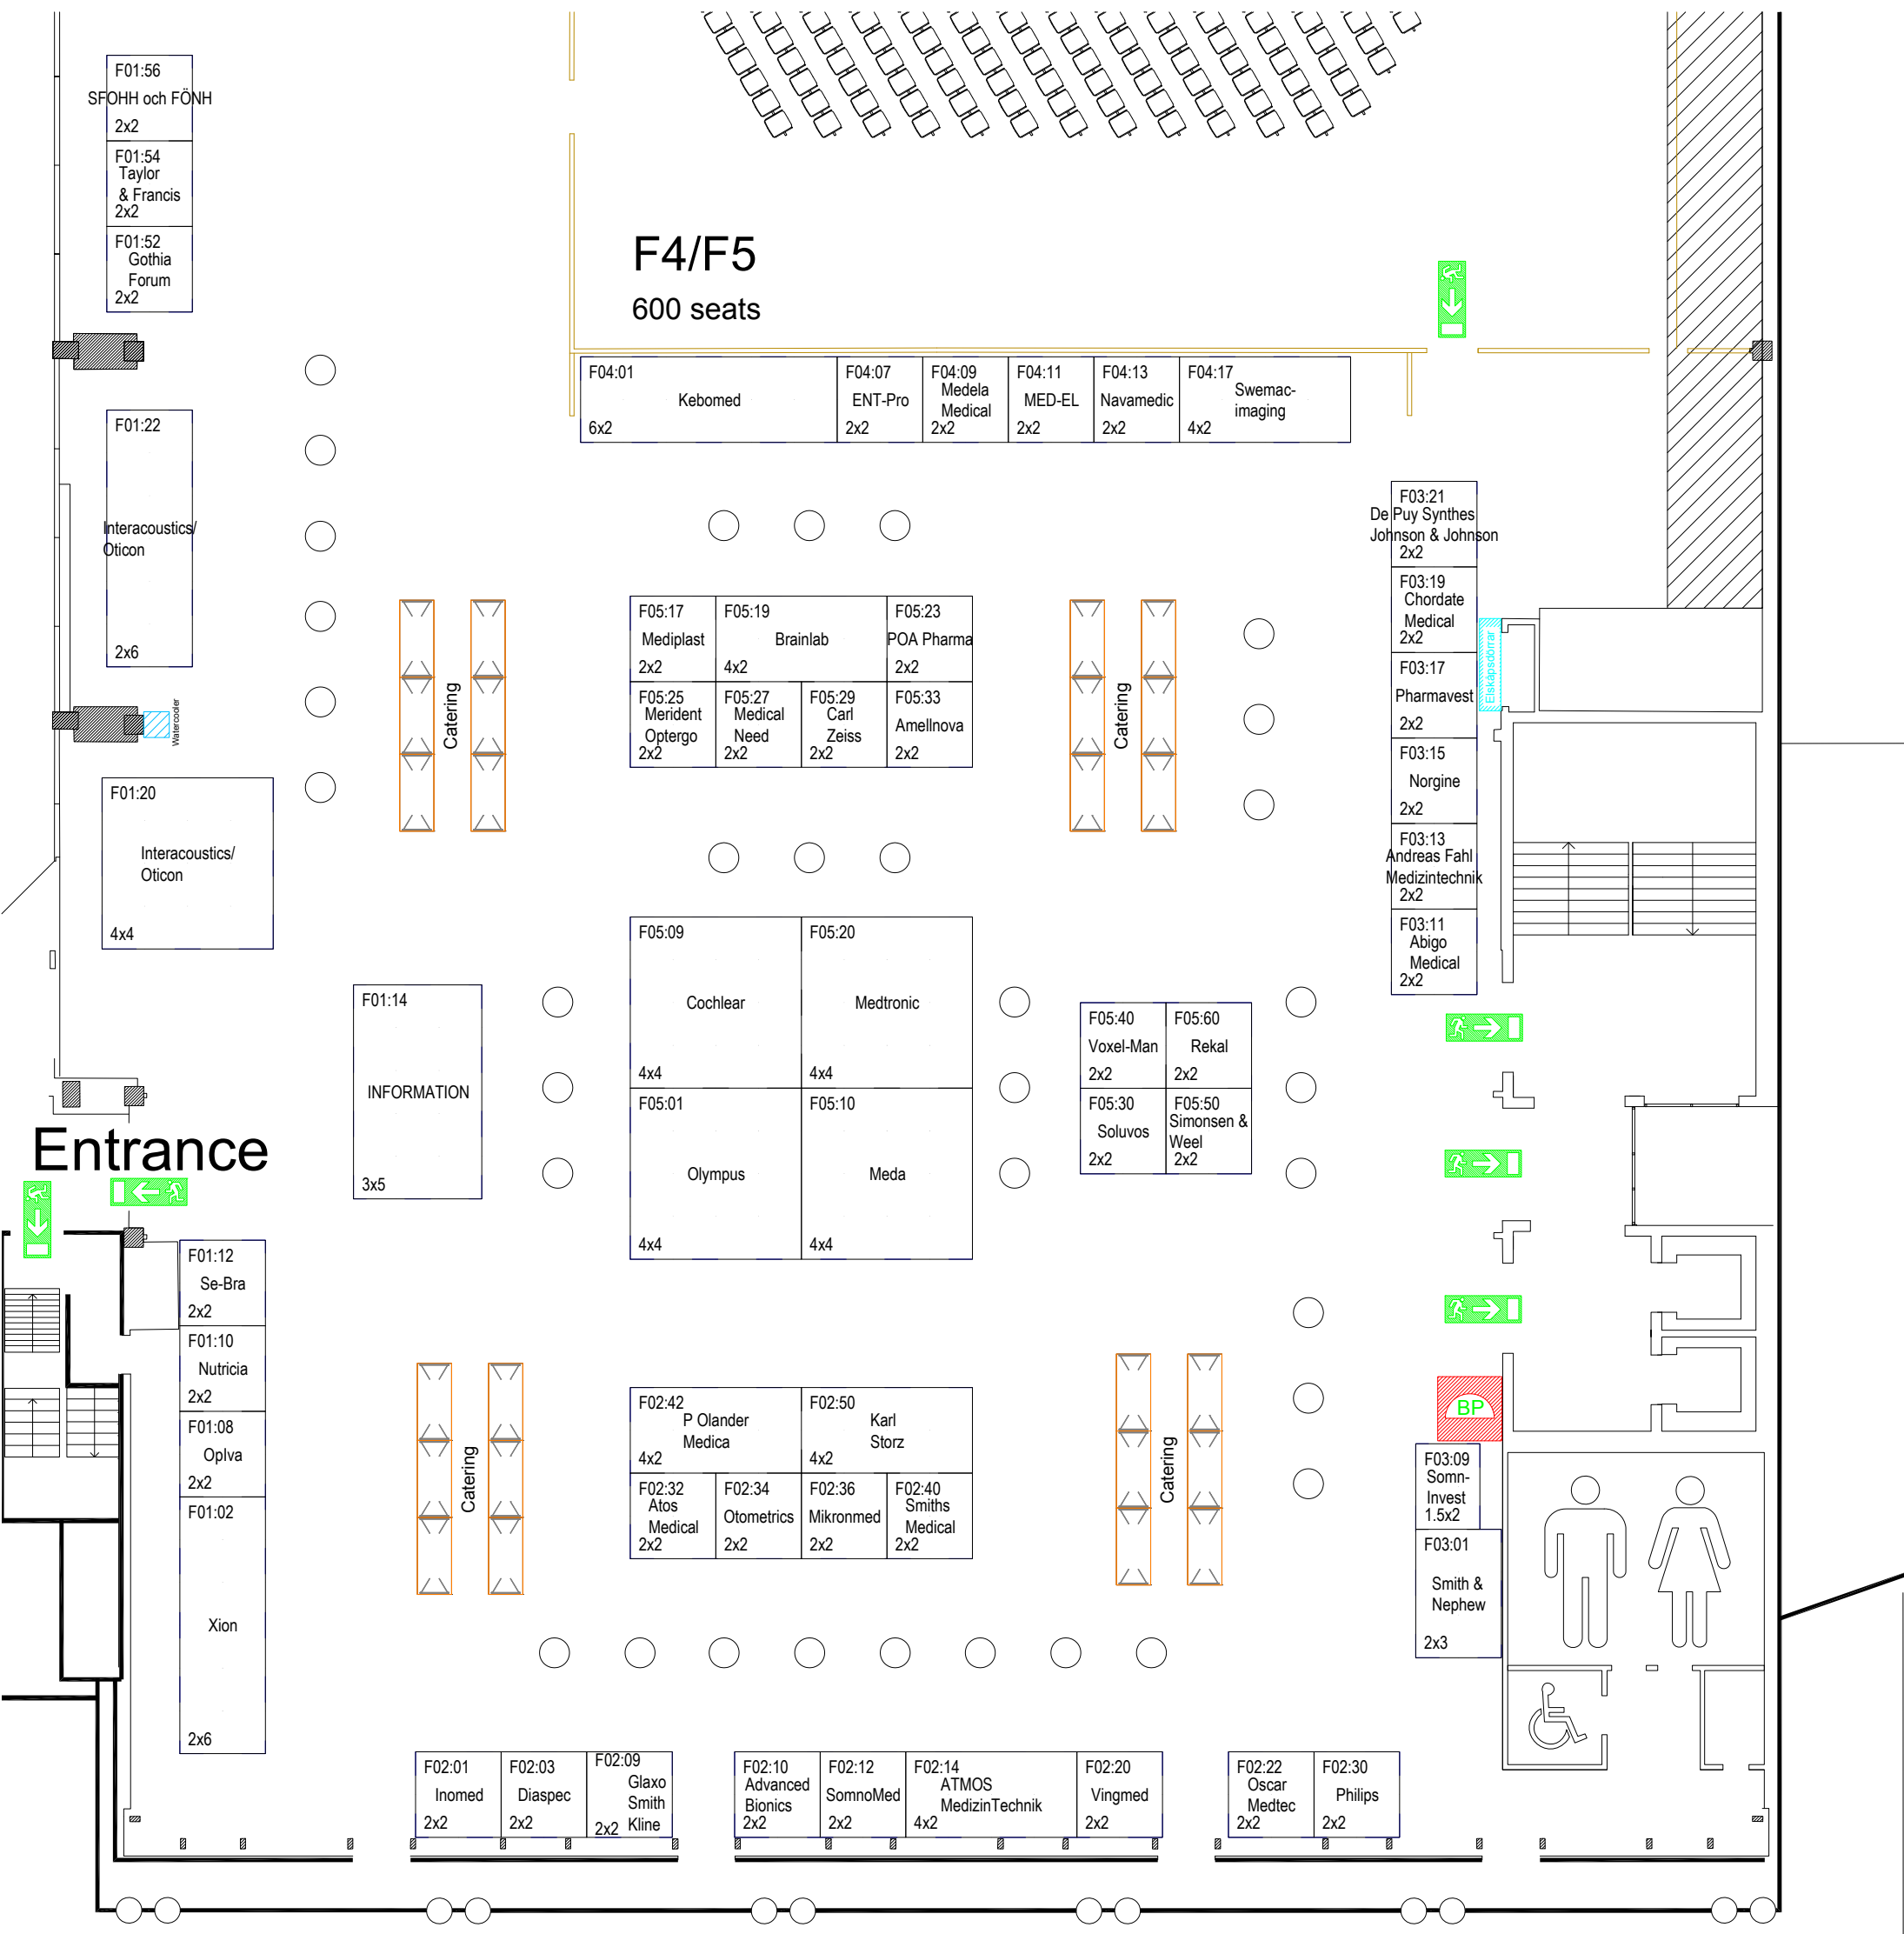 F01:56
SFOHH och FÖNH
2x2
F01:54
Taylor
& Francis
2x2
F01:52
Gothia
Forum
2x2
F4/F5
600 seats
F04:01
Kebomed
6x2
F04:07
ENT-Pro
2x2
F04:09
Medela
Medical
2x2
F04:11
MED-EL
2x2
F04:13
Navamedic
2x2
F04:17
Swemac-
imaging
4x2
F01:22
Interacoustics/
Oticon
2x6
Watercooler
F01:20
Interacoustics/
Oticon
4x4
Catering
F05:17
Mediplast
2x2
F05:19
Brainlab
4x2
F05:23
POA Pharma
2x2
F05:25
Merident
Optergo
2x2
F05:27
Medical
Need
2x2
F05:29
Carl
Zeiss
2x2
F05:33
Amellnova
2x2
Catering
F03:21
De Puy Synthes
Johnson & Johnson
2x2
F03:19
Chordate
Medical
2x2
F03:17
Pharmavest
2x2
F03:15
Norgine
2x2
F03:13
Andreas Fahl
Medizintechnik
2x2
F03:11
Abigo
Medical
2x2
Elskåpsdörrar
F01:14
INFORMATION
3x5
F05:09
Cochlear
4x4
F05:20
Medtronic
4x4
F05:01
Olympus
4x4
F05:10
Meda
4x4
F05:40
Voxel-Man
2x2
F05:60
Rekal
2x2
F05:30
Soluvos
2x2
F05:50
Simonsen &
Weel
2x2
Entrance
F01:12
Se-Bra
2x2
F01:10
Nutricia
2x2
F01:08
OpIva
2x2
F01:02
Xion
2x6
Catering
F02:42
P Olander
Medica
4x2
F02:50
Karl
Storz
4x2
F02:32
Atos
Medical
2x2
F02:34
Otometrics
2x2
F02:36
Mikronmed
2x2
F02:40
Smiths
Medical
2x2
Catering
BP
F03:09
Somn-
Invest
1.5x2
F03:01
Smith &
Nephew
2x3
F02:01
Inomed
2x2
F02:03
Diaspec
2x2
F02:09
Glaxo
Smith
Kline
2x2
F02:10
Advanced
Bionics
2x2
F02:12
SomnoMed
2x2
F02:14
ATMOS
MedizinTechnik
4x2
F02:20
Vingmed
2x2
F02:22
Oscar
Medtec
2x2
F02:30
Philips
2x2